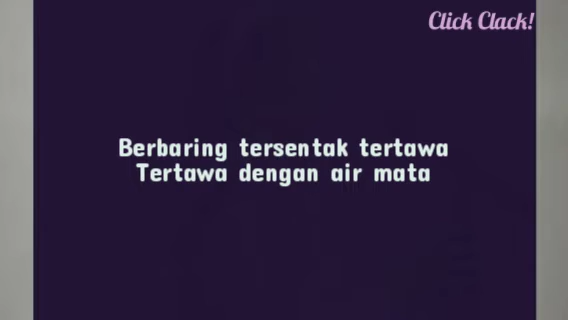 Click Clack!
Berbaring tersentak tertawa
Tertawa dengan air mata